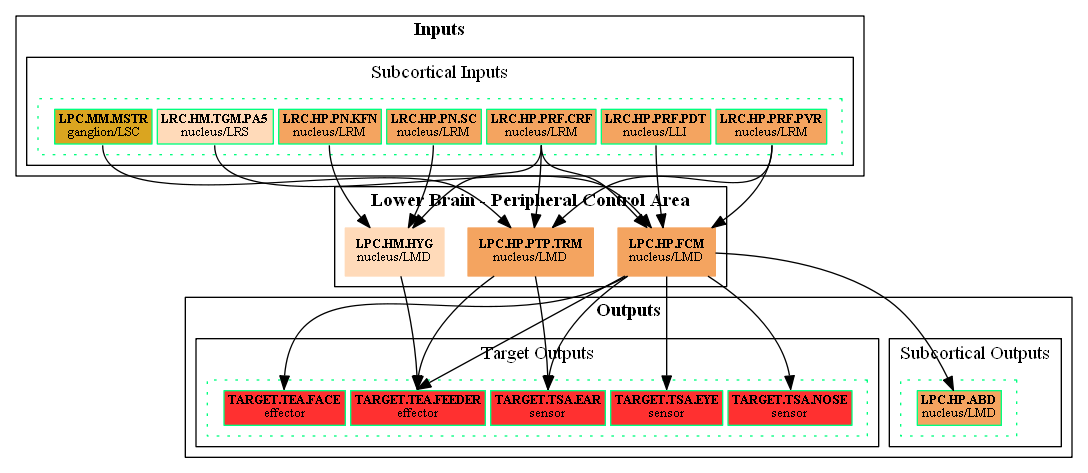 Inputs
Subcortical Inputs
LPC.MM.MSTR
ganglion/LSC
LRC.HM.TGM.PA5
nucleus/LRS
LRC.HP.PN.KFN
nucleus/LRM
LRC.HP.PN.SC
nucleus/LRM
LRC.HP.PRF.CRF
nucleus/LRM
LRC.HP.PRF.PDT
nucleus/LLI
LRC.HP.PRF.PVR
nucleus/LRM
Lower Brain - Peripheral Control Area
LPC.HM.HYG
nucleus/LMD
LPC.HP.PTP.TRM
nucleus/LMD
LPC.HP.FCM
nucleus/LMD
Outputs
Target Outputs
TARGET.TEA.FACE
effector
TARGET.TEA.FEEDER
effector
TARGET.TSA.EAR
sensor
TARGET.TSA.EYE
sensor
TARGET.TSA.NOSE
sensor
Subcortical Outputs
LPC.HP.ABD
nucleus/LMD